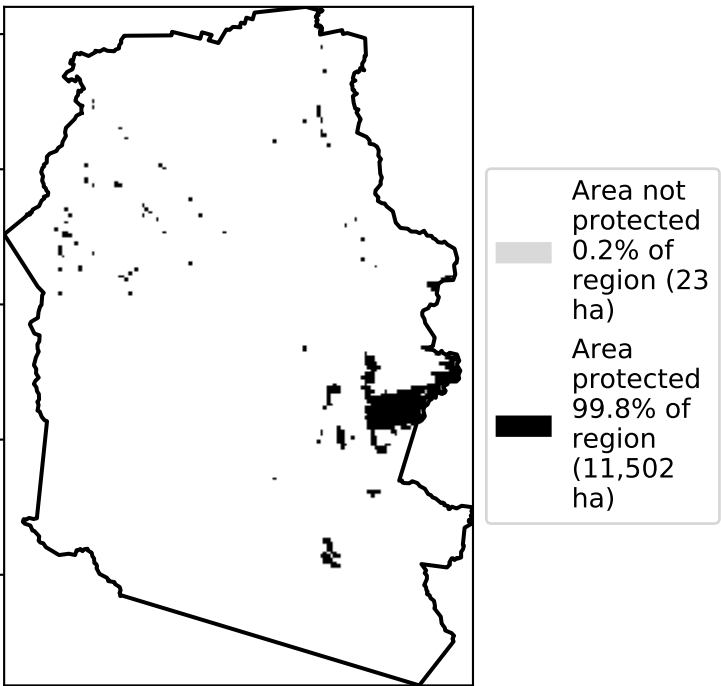 Area not
protected
0.2% of
region (23
ha)
Area
protected
99.8% of
region
(11,502
ha)